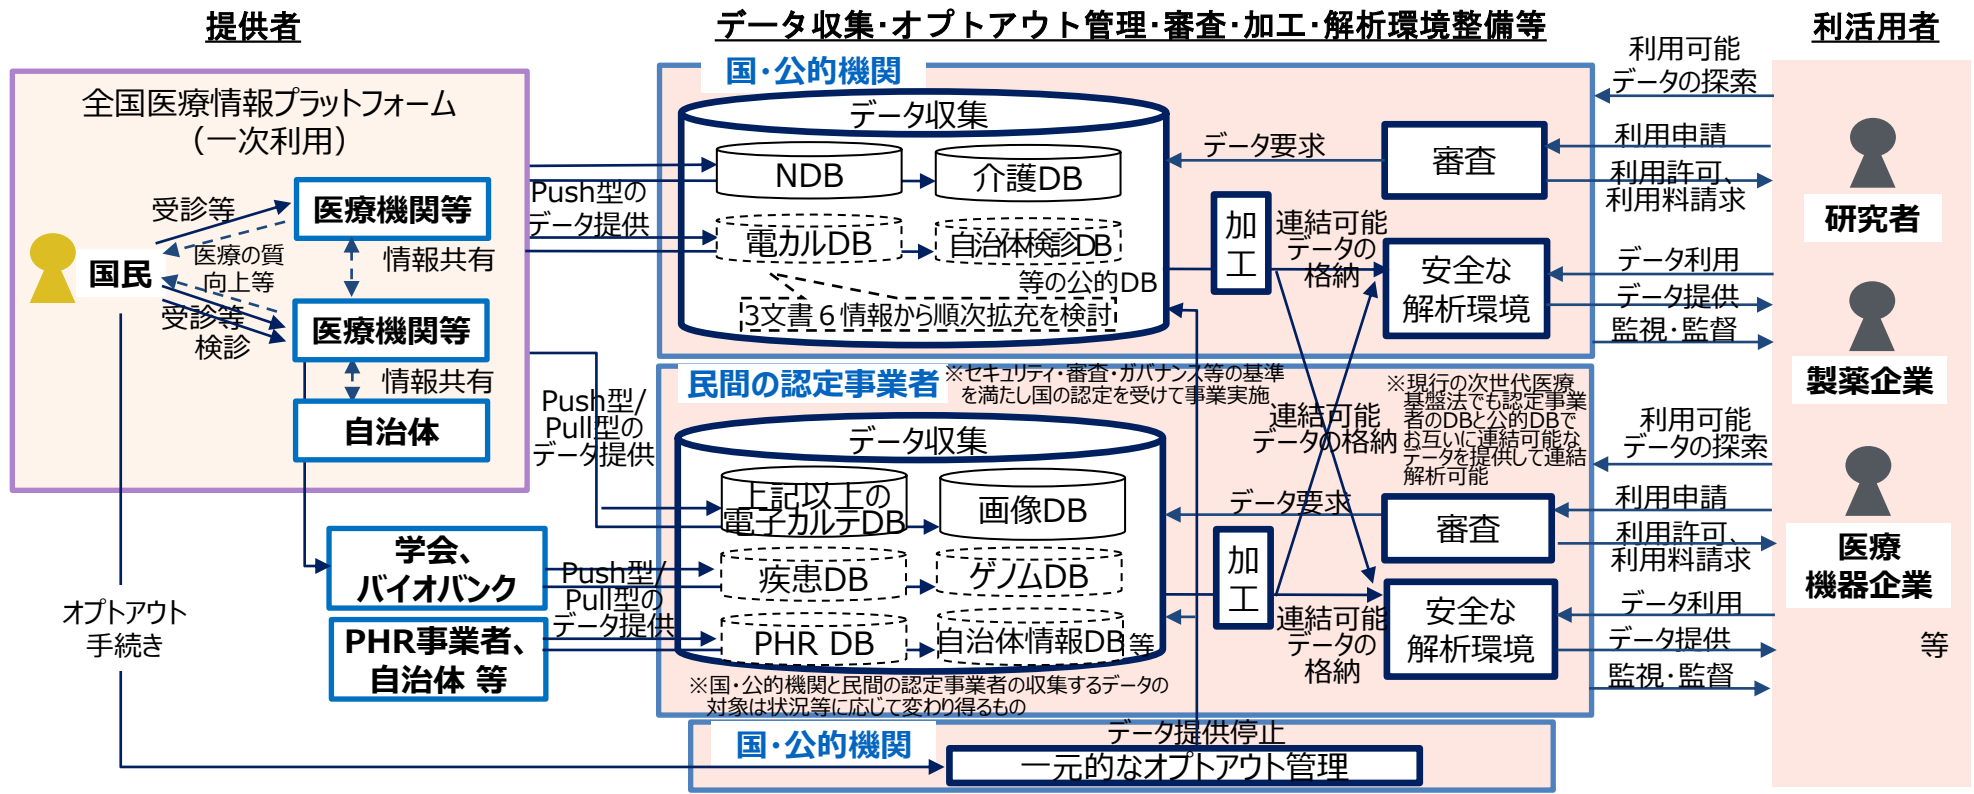 提供者
データ収集・オプトアウト管理・審査・加工・解析環境整備等
利活用者
全国医療情報プラットフォーム
（一次利用）
国民
受診等
医療の質
向上等
受診等
検診
医療機関等
情報共有
医療機関等
情報共有
自治体
学会、
バイオバンク
PHR事業者、
自治体 等
オプトアウト
手続き
Push型の
データ提供
Push型/
Pull型の
データ提供
Push型/
Pull型の
データ提供
国・公的機関
データ収集
NDB
介護DB
電カルDB
自治体検診DB
等の公的DB
3文書６情報から順次拡充を検討
データ要求
審査
加工
連結可能
データの
格納
安全な
解析環境
民間の認定事業者
※セキュリティ・審査・ガバナンス等の基準
を満たし国の認定を受けて事業実施
連結可能
データの格納
※現行の次世代医療
基盤法でも認定事業
者のDBと公的DBで
お互いに連結可能な
データを提供して連結
解析可能
データ収集
上記以上の
電子カルテDB
画像DB
疾患DB
ゲノムDB
PHR DB
自治体情報DB
等
データ要求
審査
加工
連結可能
データの
格納
安全な
解析環境
※国・公的機関と民間の認定事業者の収集するデータの
対象は状況等に応じて変わり得るもの
国・公的機関
データ提供停止
一元的なオプトアウト管理
利用可能
データの探索
利用申請
利用許可、
利用料請求
データ利用
データ提供
監視・監督
利用可能
データの探索
利用申請
利用許可、
利用料請求
データ利用
データ提供
監視・監督
研究者
製薬企業
医療
機器企業
等